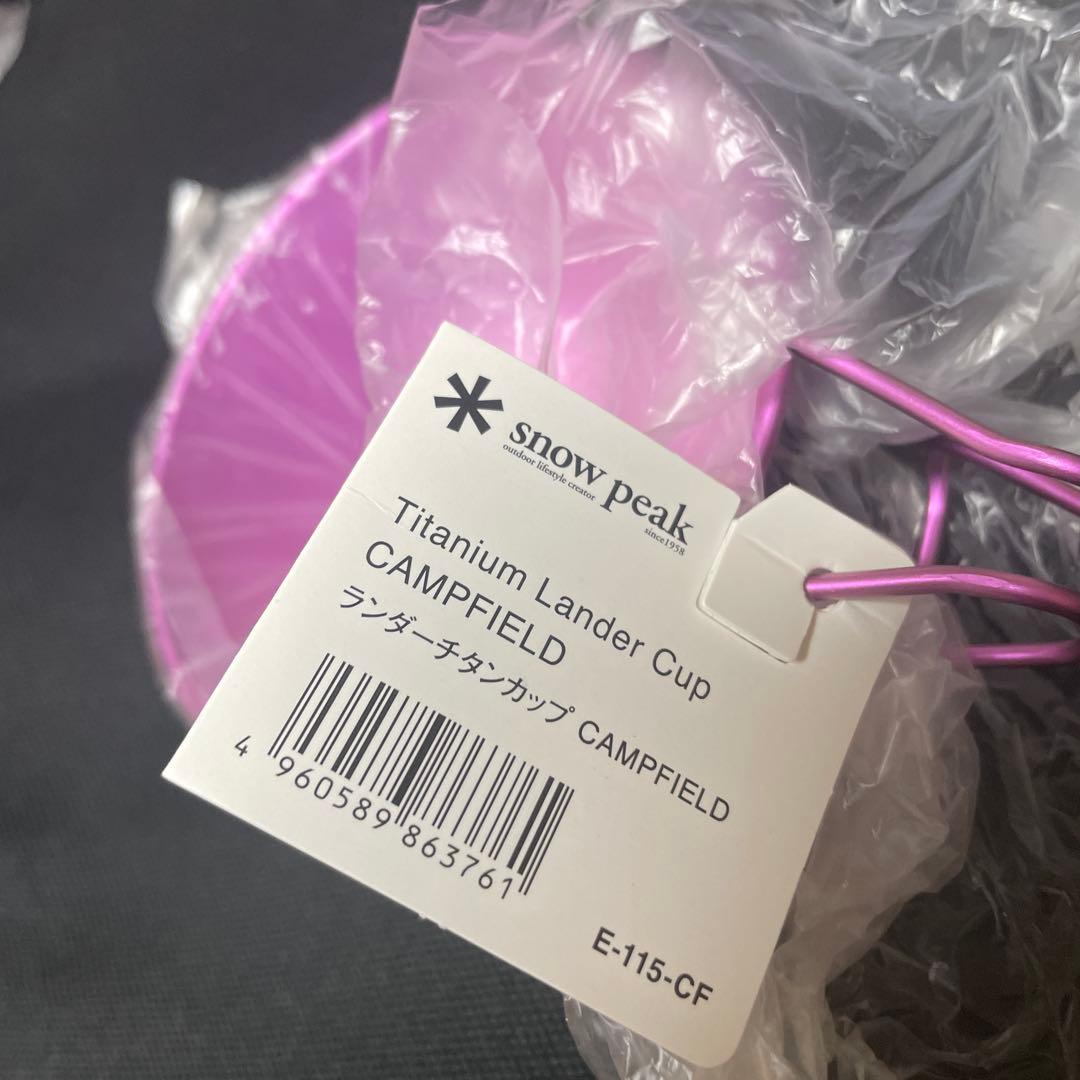 snow peak
outdoor lifestyle creator
since1958
Titanium Lander Cup
CAMPFIELD
ランダーチタンカップ CAMPFIELD
4 960589 863761
E-115-CF